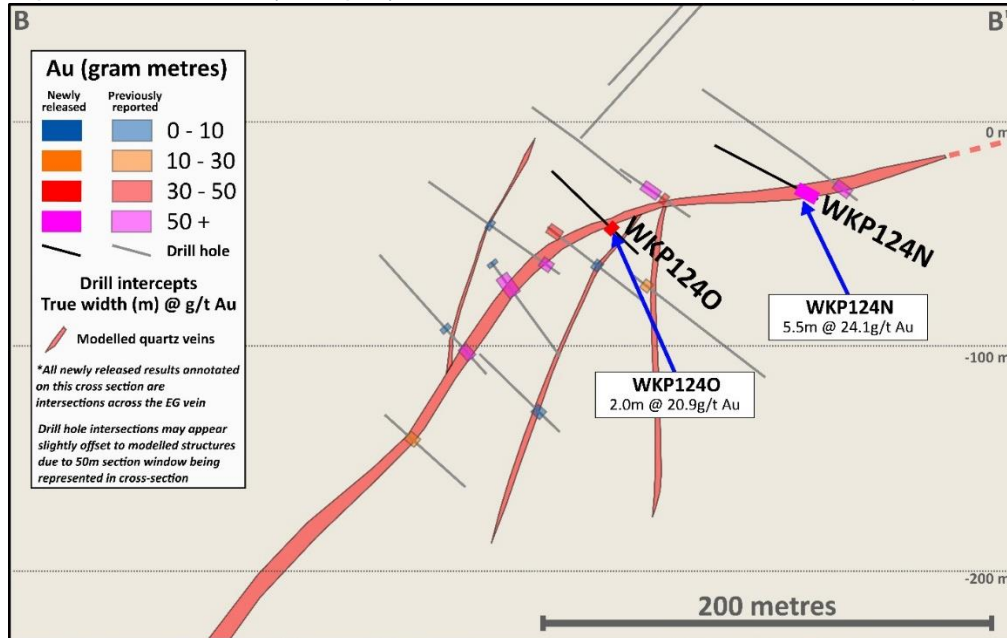 B
B'
Au (gram metres)
Newly released
Previously reported
0 - 10
10 - 30
30 - 50
50 +
Drill hole
Drill intercepts
True width (m) @ g/t Au
Modelled quartz veins
*All newly released results annotated
on this cross section are
intersections across the EG vein
Drill hole intersections may appear
slightly offset to modelled structures
due to 50m section window being
represented in cross-section
0 m
WKP124N
WKP124O
WKP124N
5.5m @ 24.1g/t Au
-100 m
WKP124O
2.0m @ 20.9g/t Au
-200 m
200 metres